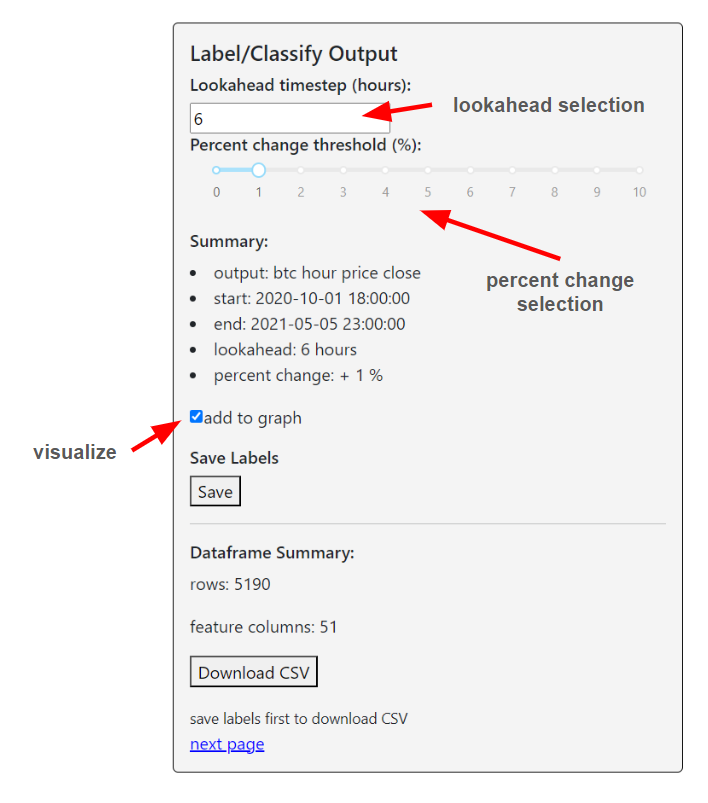 Label/Classify Output
Lookahead timestep (hours):
6
lookahead selection
Percent change threshold (%):
0 1 2 3 4 5 6 7 8 9 10
percent change
selection
Summary:
output: btc hour price close
start: 2020-10-01 18:00:00
end: 2021-05-05 23:00:00
lookahead: 6 hours
percent change: + 1 %
add to graph
visualize
Save Labels
Save
Dataframe Summary:
rows: 5190
feature columns: 51
Download CSV
save labels first to download CSV
next page